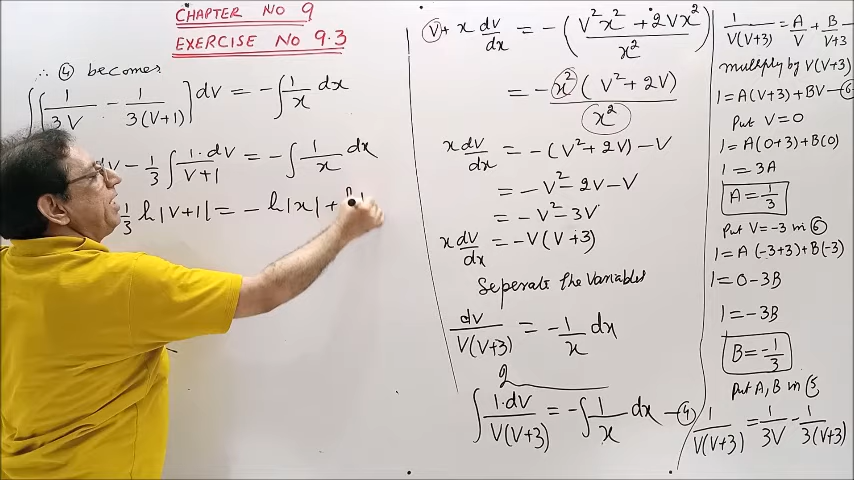 CHAPTER NO 9
EXERCISE NO 9.3
∴ ④ becomes
∫[1/3V - 1/3(V+1)] dV = -∫ 1/x dx
dV - 1/3 ∫ 1·dV/V+1 = -∫ 1/x dx
1/3 ln|V+1| = - ln|x| +
V + x dV/dx = -(V²x² + 2Vx²/x²)
= -x²(V² + 2V)/x²
x dV/dx = -(V² + 2V) - V
= -V² - 2V - V
= -V² - 3V
x dV/dx = -V(V+3)
Seperate the Variables
dV/V(V+3) = -1/x dx
2
∫ 1·dV/V(V+3) = -∫ 1/x dx — ④
1/V(V+3) = A/V + B/V+3 —
multiply by V(V+3)
1 = A(V+3) + BV — ⑥
Put V=0
1 = A(0+3) + B(0)
1 = 3A
A = 1/3
Put V=-3 in ⑥
1 = A(-3+3) + B(-3)
1 = 0 - 3B
1 = -3B
B = -1/3
Put A, B in ⑤
1/V(V+3) = 1/3V - 1/3(V+3)